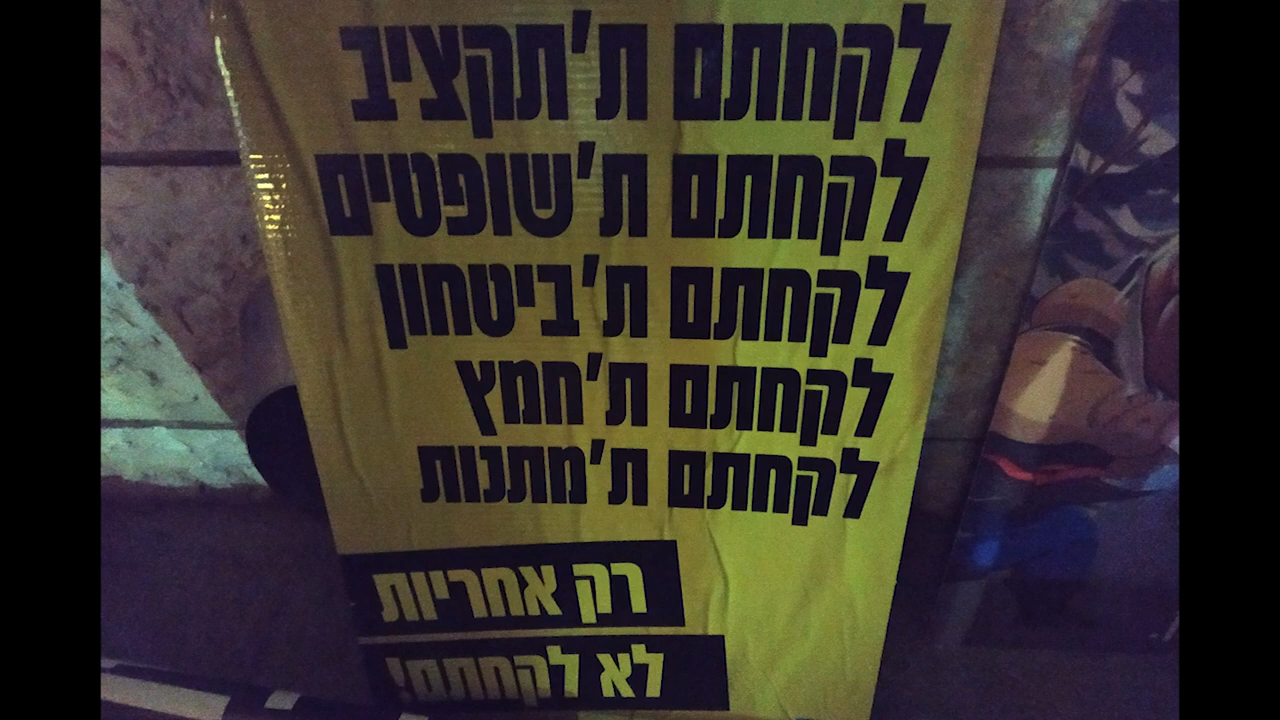 לקחתם ת'תקציב
לקחתם ת'שופטים
לקחתם ת'ביטחון
לקחתם ת'חמץ
לקחתם ת'מתנות
רק אחריות
לא לקחתם!